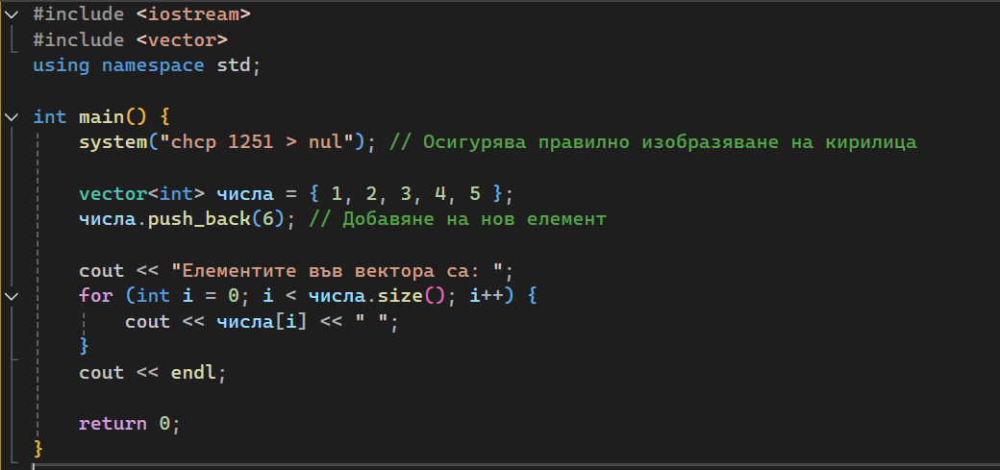 #include <iostream>
#include <vector>
using namespace std;
int main() {
system("chcp 1251 > nul"); // Осигурява правилно изобразяване на кирилица
vector<int> числа = { 1, 2, 3, 4, 5 };
числа.push_back(6); // Добавяне на нов елемент
cout << "Елементите във вектора са: ";
for (int i = 0; i < числа.size(); i++) {
cout << числа[i] << " ";
}
cout << endl;
return 0;
}